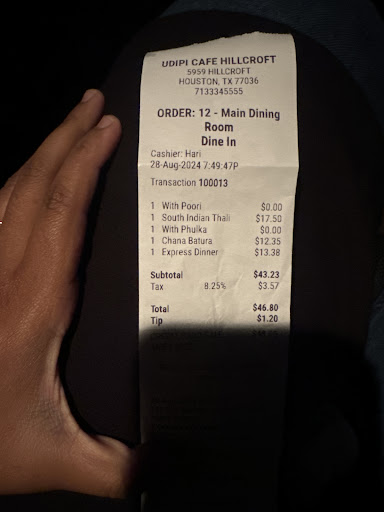 UDIPI CAFE HILLCROFT
5959 HILLCROFT
HOUSTON, TX 77036
7133345555
ORDER: 12 - Main Dining
Room
Dine In
Cashier: Hari
28-Aug-2024 7:49:47P
Transaction 100013
1 With Poori $0.00
1 South Indian Thali $17.50
1 With Phulka $0.00
1 Chana Batura $12.35
1 Express Dinner $13.38
Subtotal $43.23
Tax 8.25% $3.57
Total $46.80
Tip $1.20